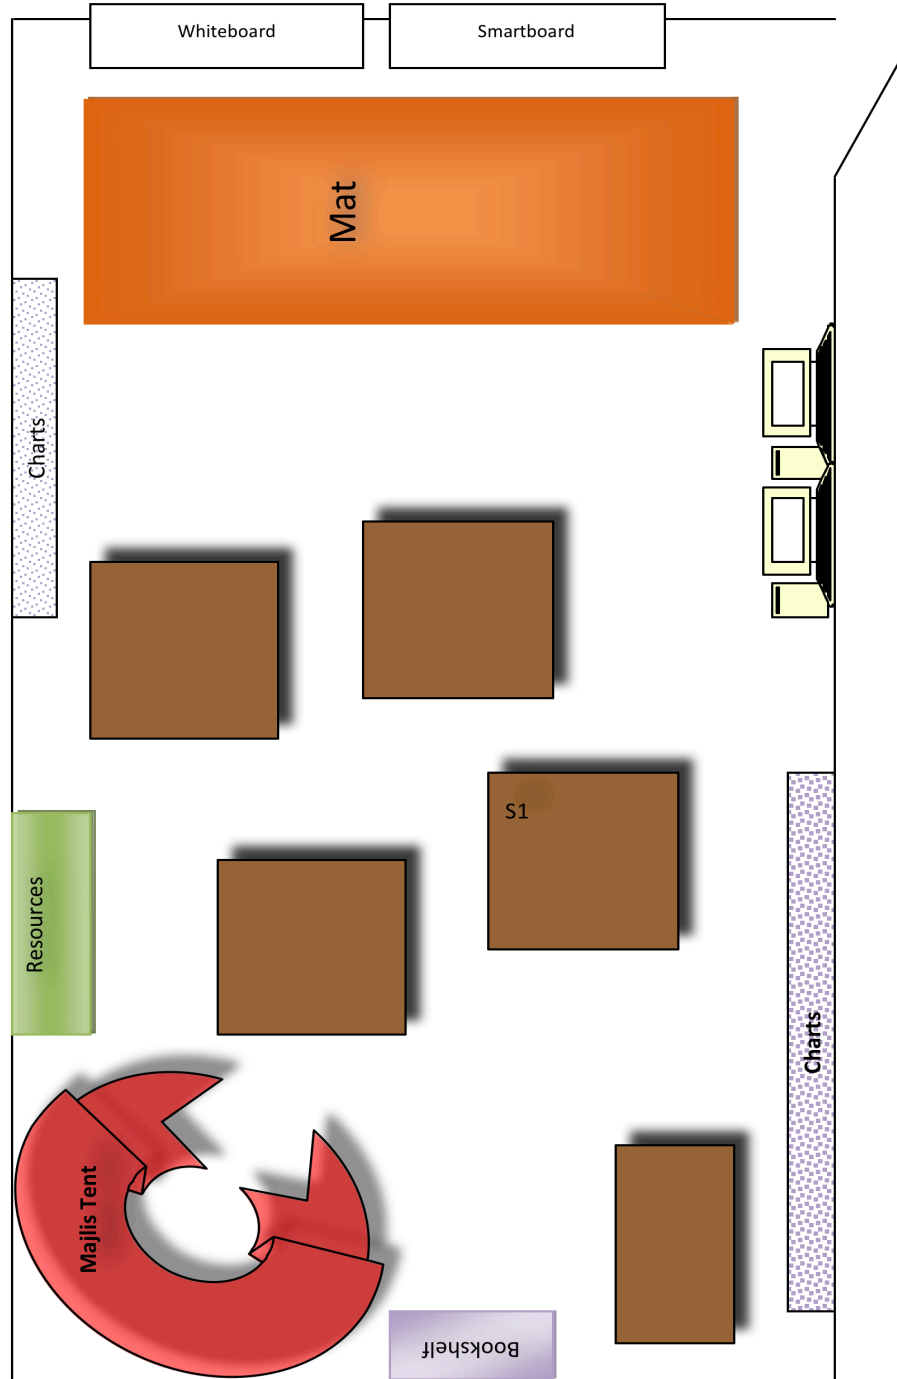 Whiteboard
Smartboard
Mat
Charts
S1
Resources
Charts
Majlis Tent
Bookshelf